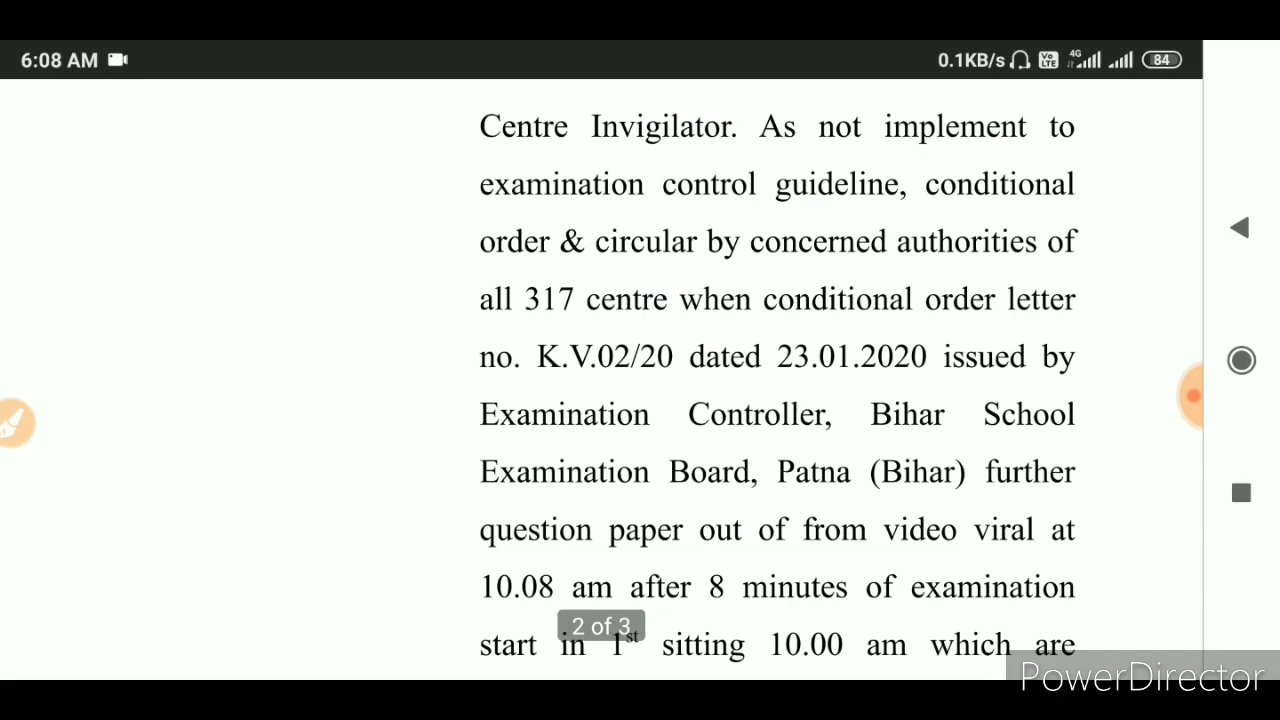 6:08 AM
0.1KB/s Vo LTE 4G 84
Centre Invigilator. As not implement to
examination control guideline, conditional
order & circular by concerned authorities of
all 317 centre when conditional order letter
no. K.V.02/20 dated 23.01.2020 issued by
Examination Controller, Bihar School
Examination Board, Patna (Bihar) further
question paper out of from video viral at
10.08 am after 8 minutes of examination
2 of 3
start in 1st sitting 10.00 am which are
PowerDirector